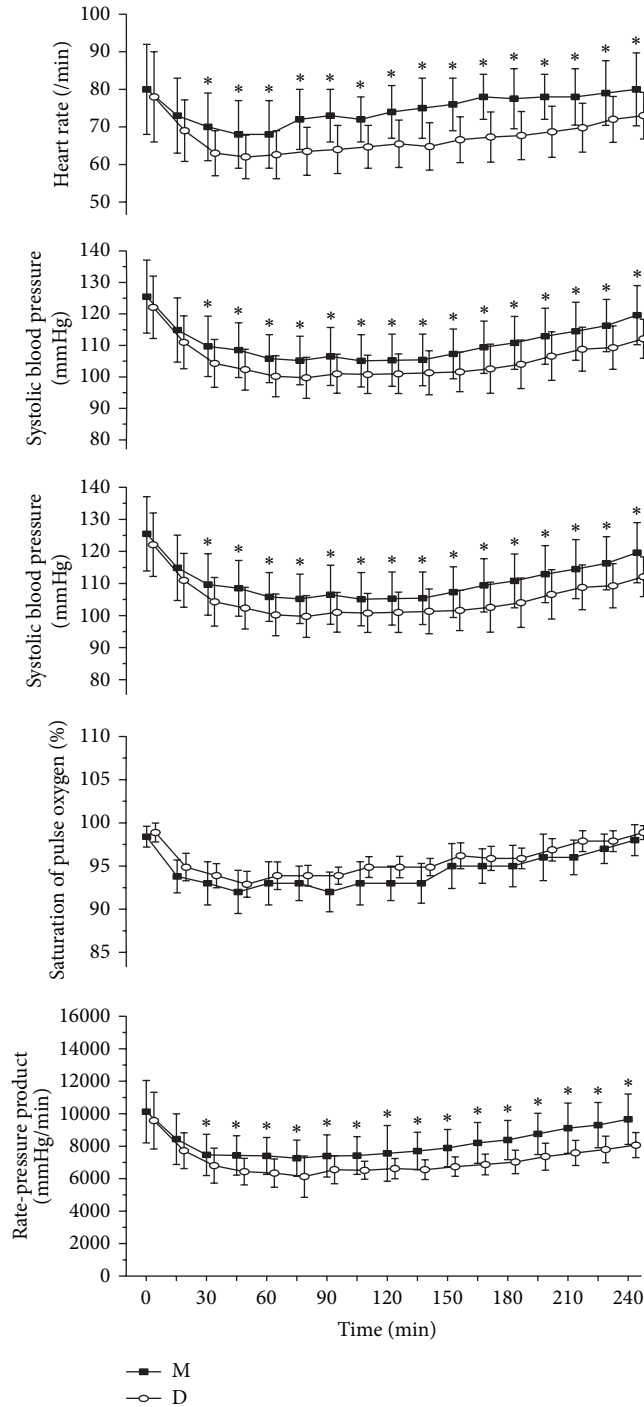 100
90
80
70
60
50
Heart rate (/min)
* * * * * * * * * * * * * * *
140
130
120
110
100
90
80
Systolic blood pressure
(mmHg)
* * * * * * * * * * * * * * *
140
130
120
110
100
90
80
Systolic blood pressure
(mmHg)
* * * * * * * * * * * * * * *
110
105
100
95
90
85
Saturation of pulse oxygen (%)
16000
14000
12000
10000
8000
6000
4000
2000
0
Rate-pressure product
(mmHg/min)
* * * * * * * * * * * * * * *
0 30 60 90 120 150 180 210 240
Time (min)
M
D